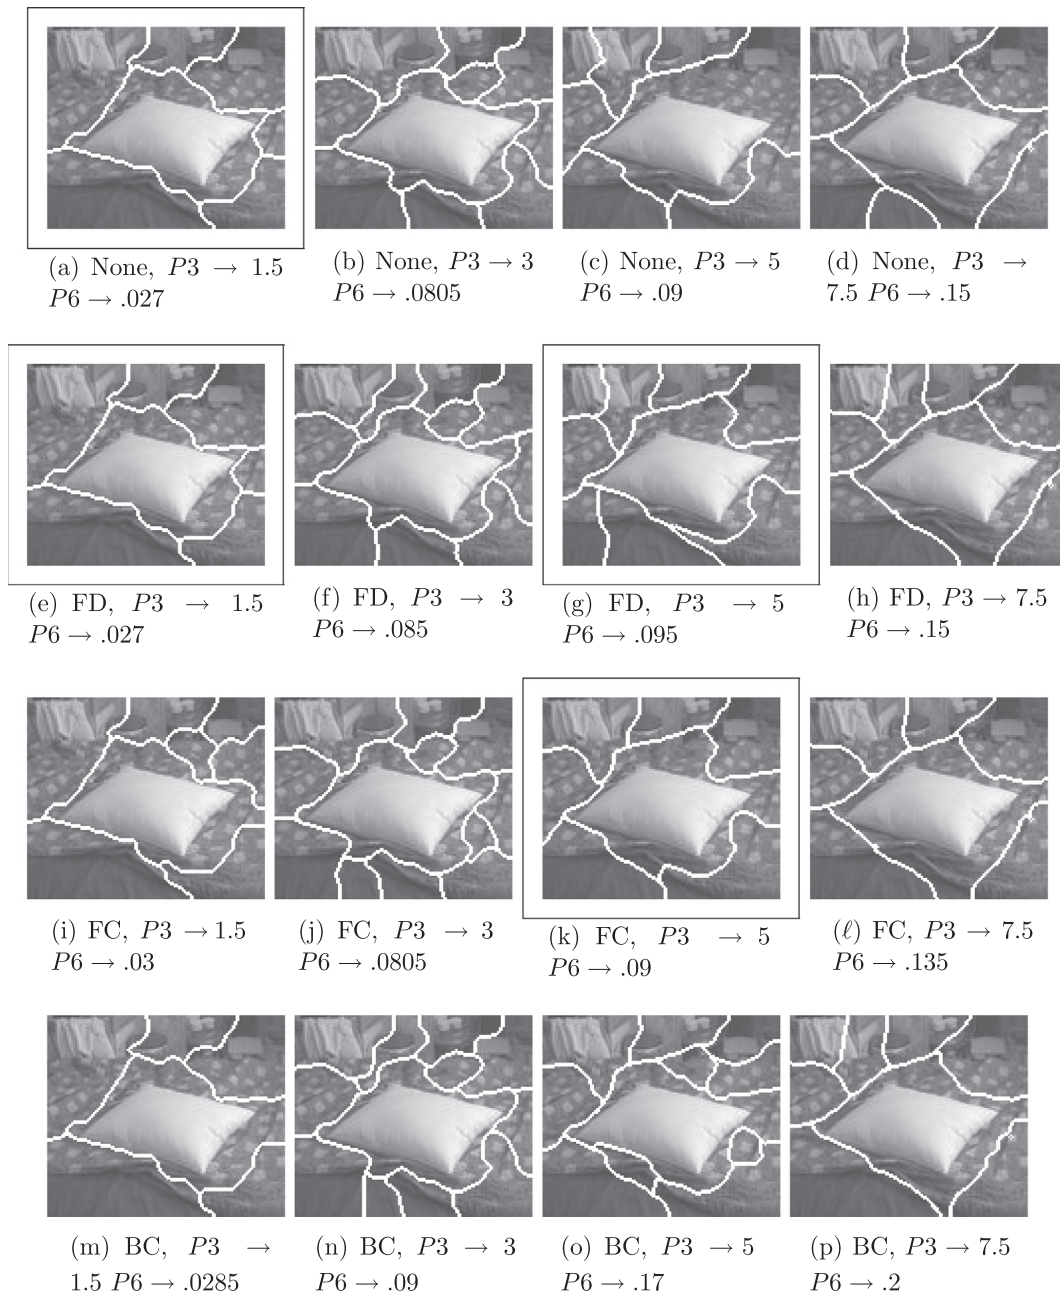 (a) None, P3 → 1.5
P6 → .027
(b) None, P3 → 3
P6 → .0805
(c) None, P3 → 5
P6 → .09
(d) None, P3 →
7.5 P6 → .15
(e) FD, P3 → 1.5
P6 → .027
(f) FD, P3 → 3
P6 → .085
(g) FD, P3 → 5
P6 → .095
(h) FD, P3 → 7.5
P6 → .15
(i) FC, P3 → 1.5
P6 → .03
(j) FC, P3 → 3
P6 → .0805
(k) FC, P3 → 5
P6 → .09
(ℓ) FC, P3 → 7.5
P6 → .135
(m) BC, P3 →
1.5 P6 → .0285
(n) BC, P3 → 3
P6 → .09
(o) BC, P3 → 5
P6 → .17
(p) BC, P3 → 7.5
P6 → .2